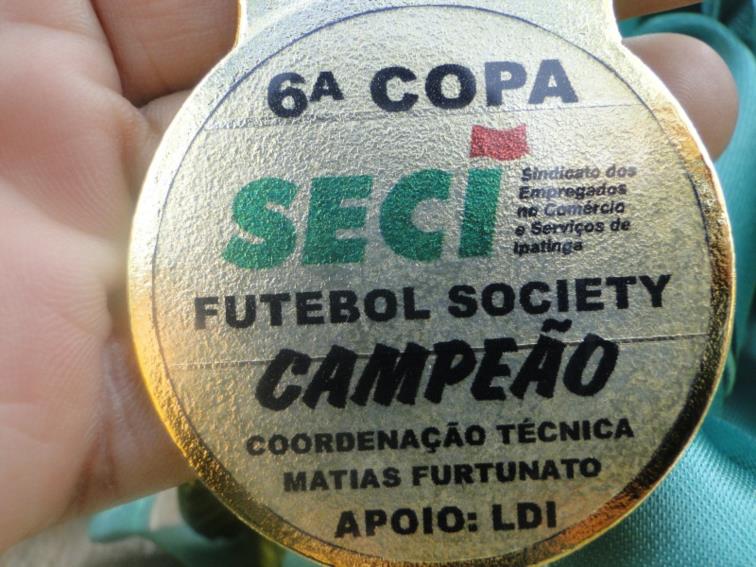 6ª COPA
SECI
Sindicato dos
Empregados
no Comércio
e Serviços de
Ipatinga
FUTEBOL SOCIETY
CAMPEÃO
COORDENAÇÃO TÉCNICA
MATIAS FURTUNATO
APOIO: LDI